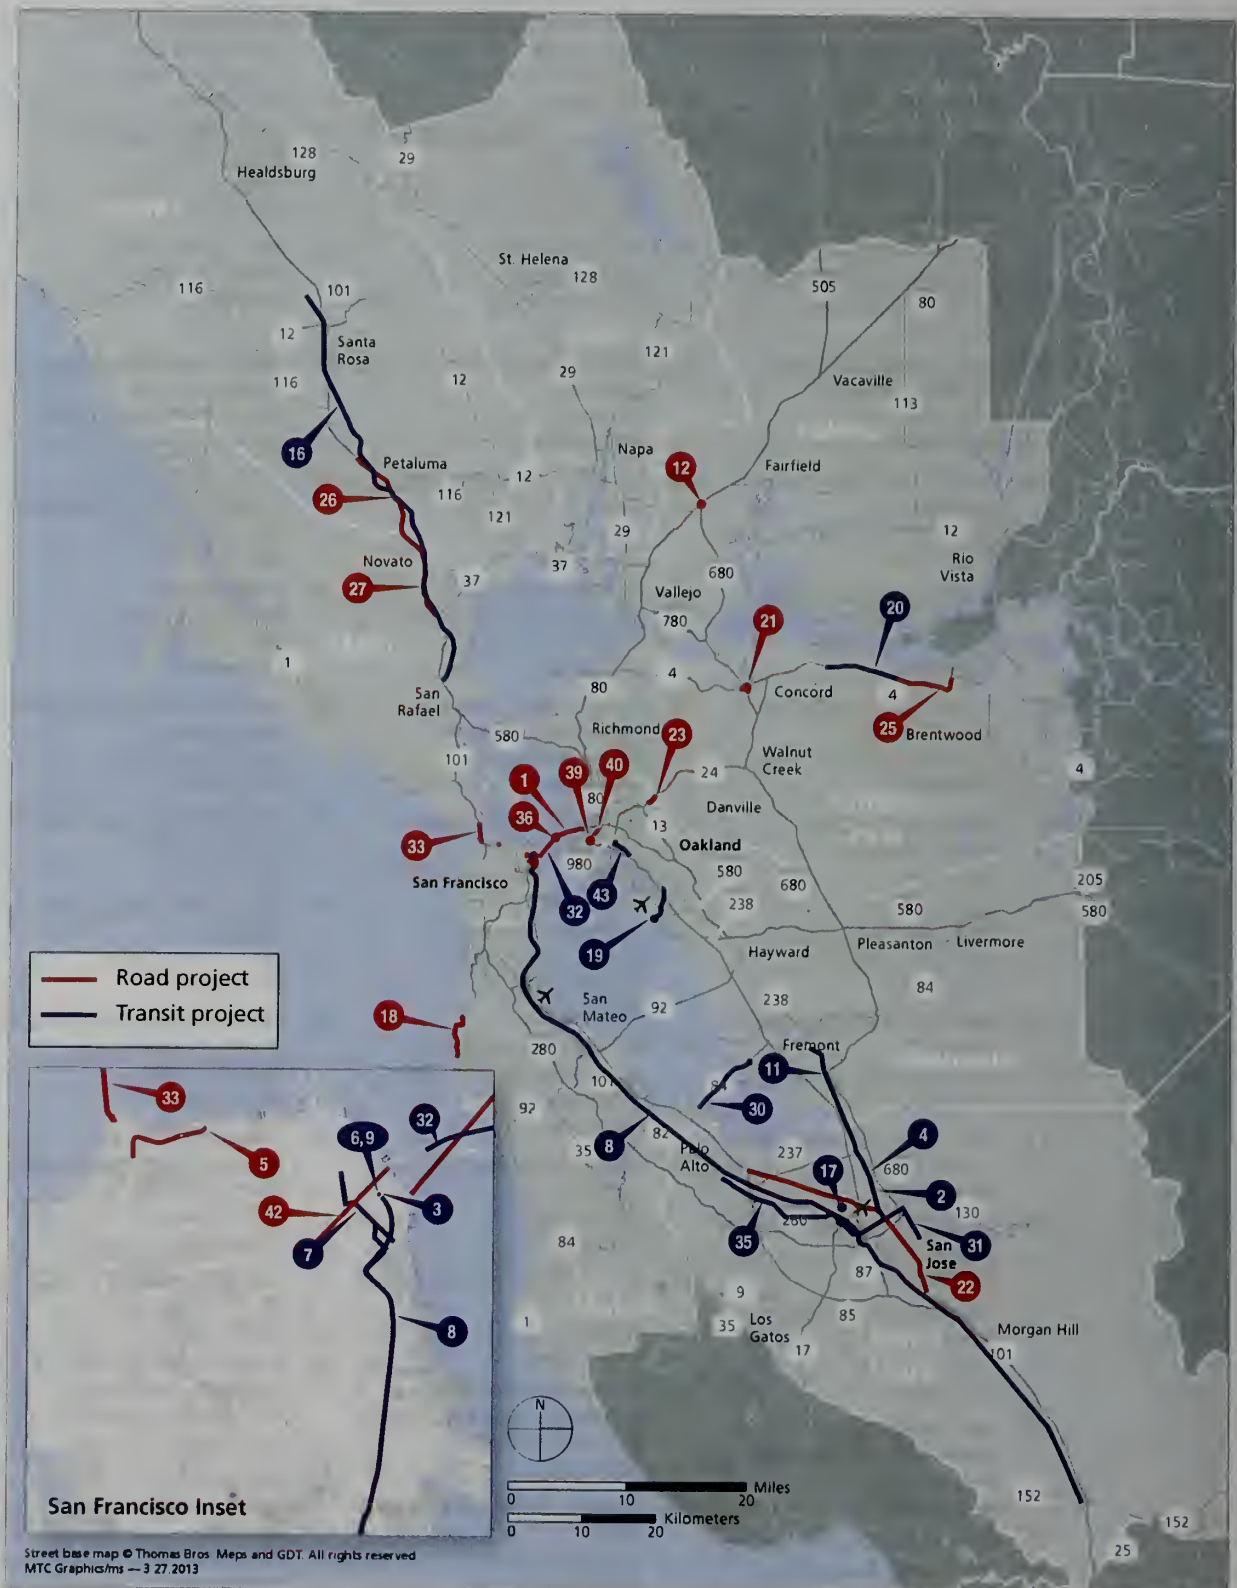 128
29
Healdsburg
St. Helena
128
116
101
505
80
12
Santa
Rosa
121
116
12
29
Vacaville
113
16
Petaluma
Napa
12
Fairfield
26
116
12
121
29
12
Rio
Vista
Novato
27
37
37
680
Vallejo
780
20
21
1
4
San
Rafael
80
Concord
4
25
Brentwood
Richmond
23
580
101
Walnut
Creek
4
1
39
40
24
80
Danville
36
13
33
Oakland
980
580
San Francisco
680
205
43
32
238
580
580
19
Hayward
Pleasanton
Livermore
Road project
Transit project
18
San
Mateo
92
238
84
280
Fremont
11
101
84
33
92
30
32
6,9
8
82
35
Palo
Alto
237
4
680
5
17
2
42
3
130
7
35
280
San
Jose
31
84
87
22
9
8
1
35
Los
Gatos
85
17
Morgan Hill
101
N
Miles
0 10 20
Kilometers
0 10 20
San Francisco Inset
152
152
25
Street base map © Thomas Bros. Maps and GDT. All rights reserved
MTC Graphics/ms — 3.27.2013